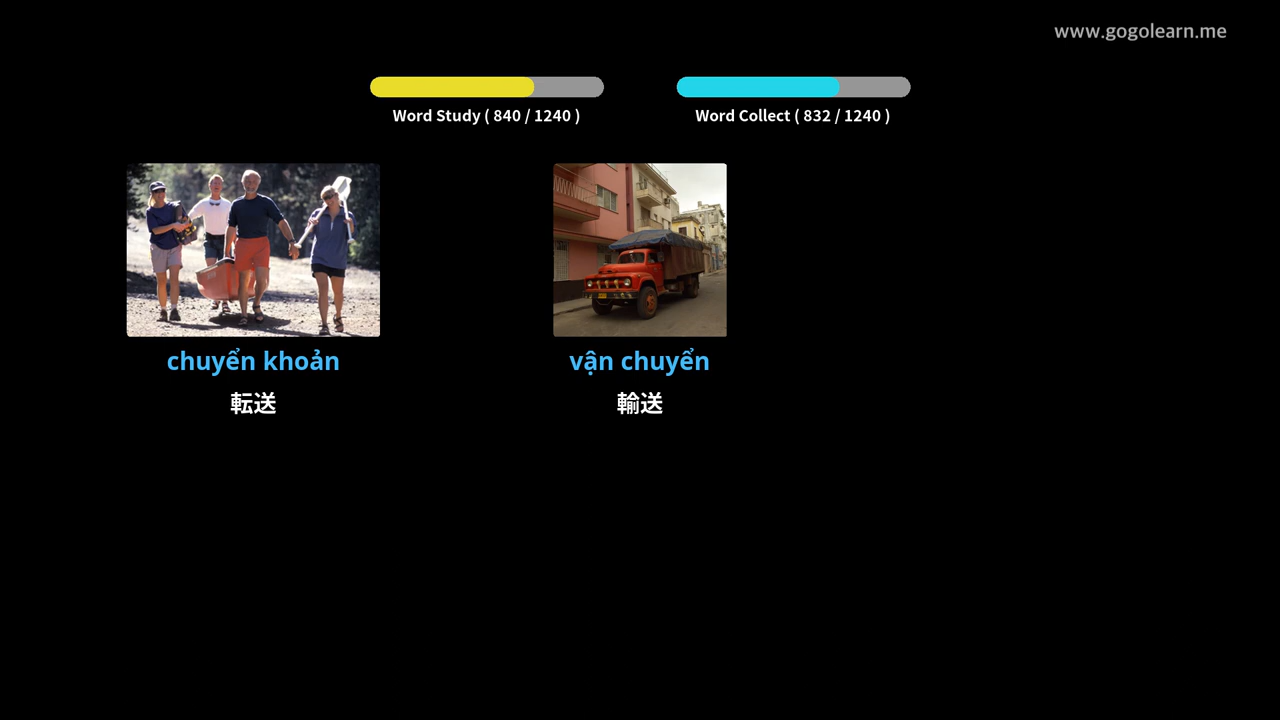 www.gogolearn.me
Word Study ( 840 / 1240 )
Word Collect ( 832 / 1240 )
chuyển khoản
転送
vận chuyển
輸送